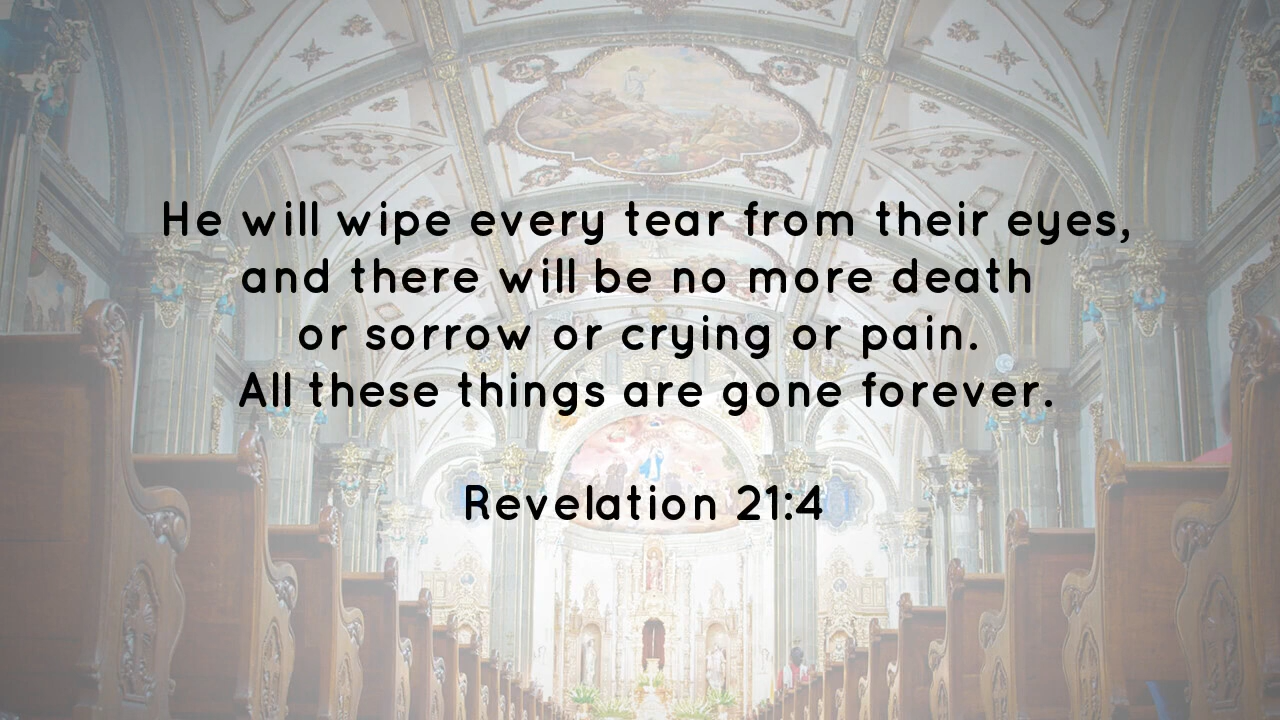 He will wipe every tear from their eyes,
and there will be no more death
or sorrow or crying or pain.
All these things are gone forever.
Revelation 21:4